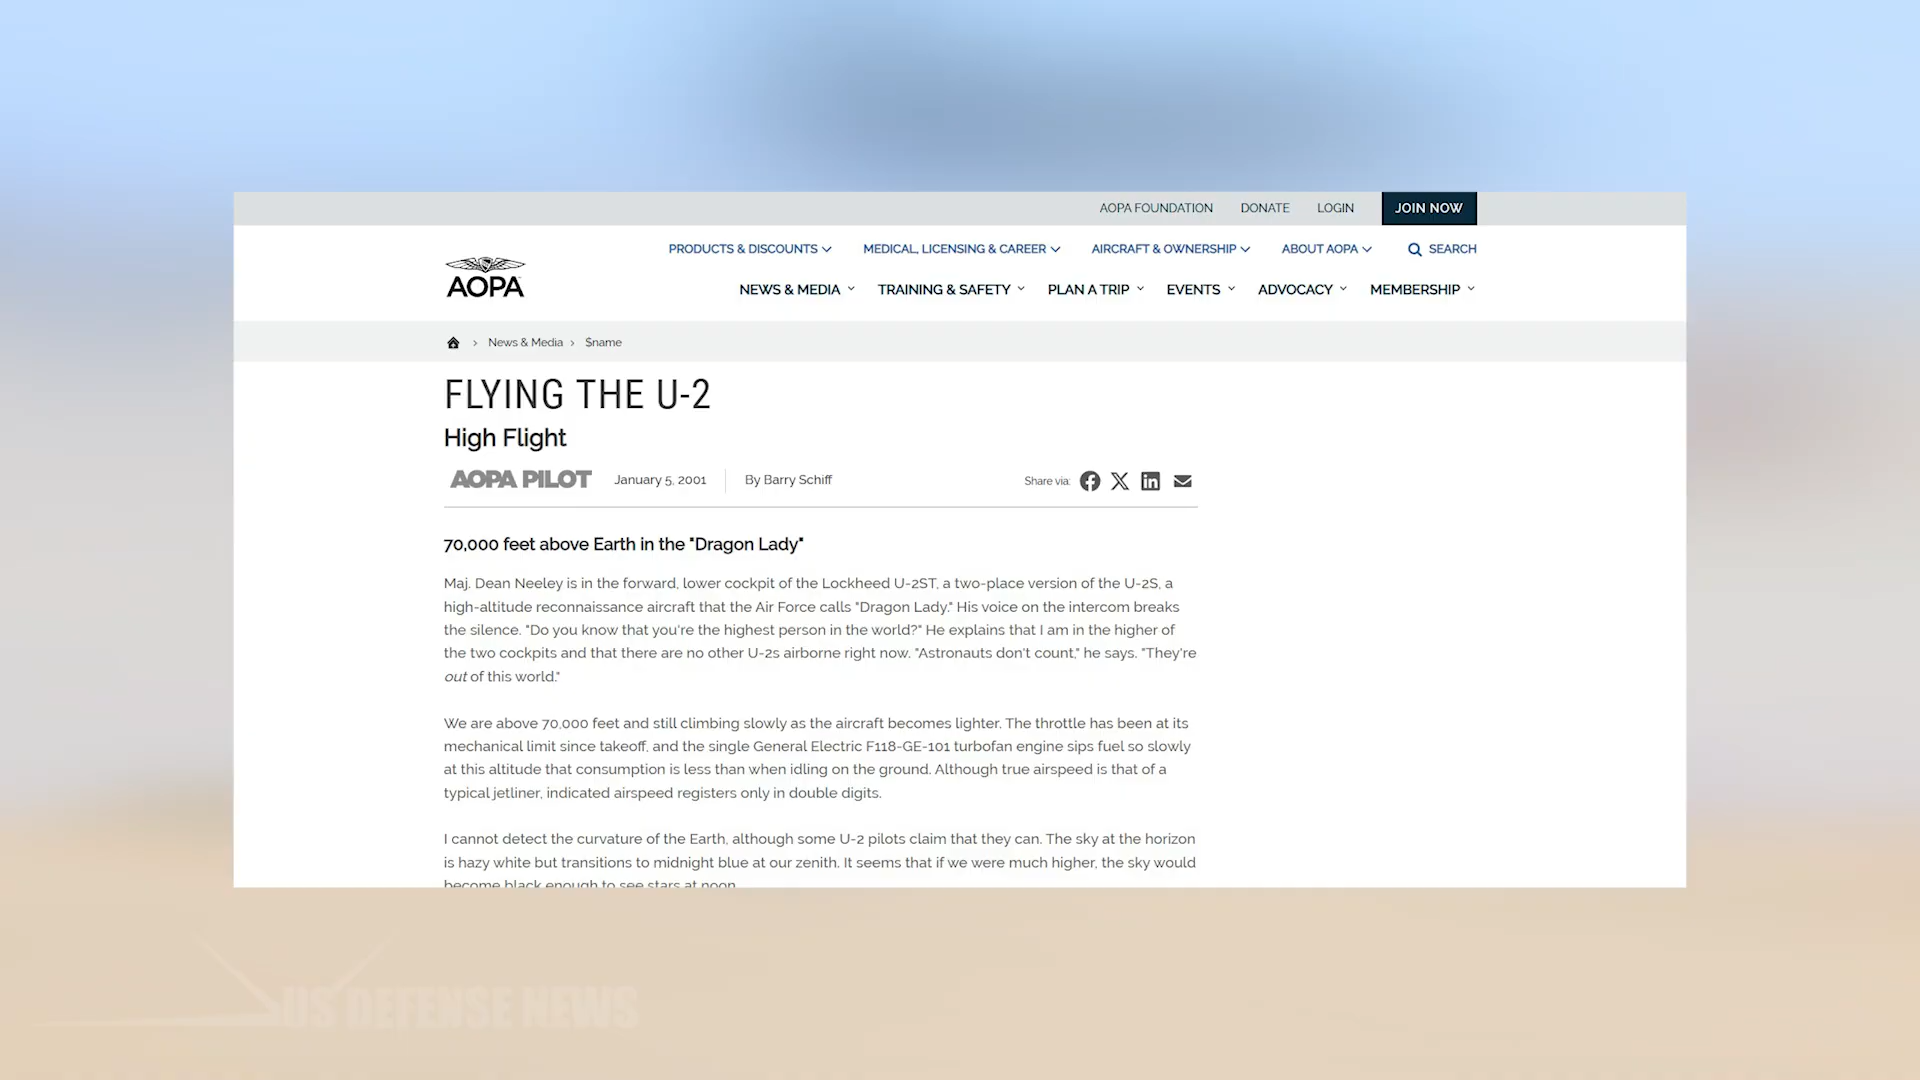 AOPA FOUNDATION DONATE LOGIN JOIN NOW
PRODUCTS & DISCOUNTS MEDICAL, LICENSING & CAREER AIRCRAFT & OWNERSHIP ABOUT AOPA SEARCH
AOPA
NEWS & MEDIA TRAINING & SAFETY PLAN A TRIP EVENTS ADVOCACY MEMBERSHIP
> News & Media > $name
FLYING THE U-2
High Flight
AOPA PILOT January 5, 2001 By Barry Schiff Share via:
70,000 feet above Earth in the "Dragon Lady"
Maj. Dean Neeley is in the forward, lower cockpit of the Lockheed U-2ST, a two-place version of the U-2S, a
high-altitude reconnaissance aircraft that the Air Force calls "Dragon Lady." His voice on the intercom breaks
the silence. "Do you know that you're the highest person in the world?" He explains that I am in the higher of
the two cockpits and that there are no other U-2s airborne right now. "Astronauts don't count," he says. "They're
out of this world."
We are above 70,000 feet and still climbing slowly as the aircraft becomes lighter. The throttle has been at its
mechanical limit since takeoff, and the single General Electric F118-GE-101 turbofan engine sips fuel so slowly
at this altitude that consumption is less than when idling on the ground. Although true airspeed is that of a
typical jetliner, indicated airspeed registers only in double digits.
I cannot detect the curvature of the Earth, although some U-2 pilots claim that they can. The sky at the horizon
is hazy white but transitions to midnight blue at our zenith. It seems that if we were much higher, the sky would
become black enough to see stars at noon.
US DEFENSE NEWS